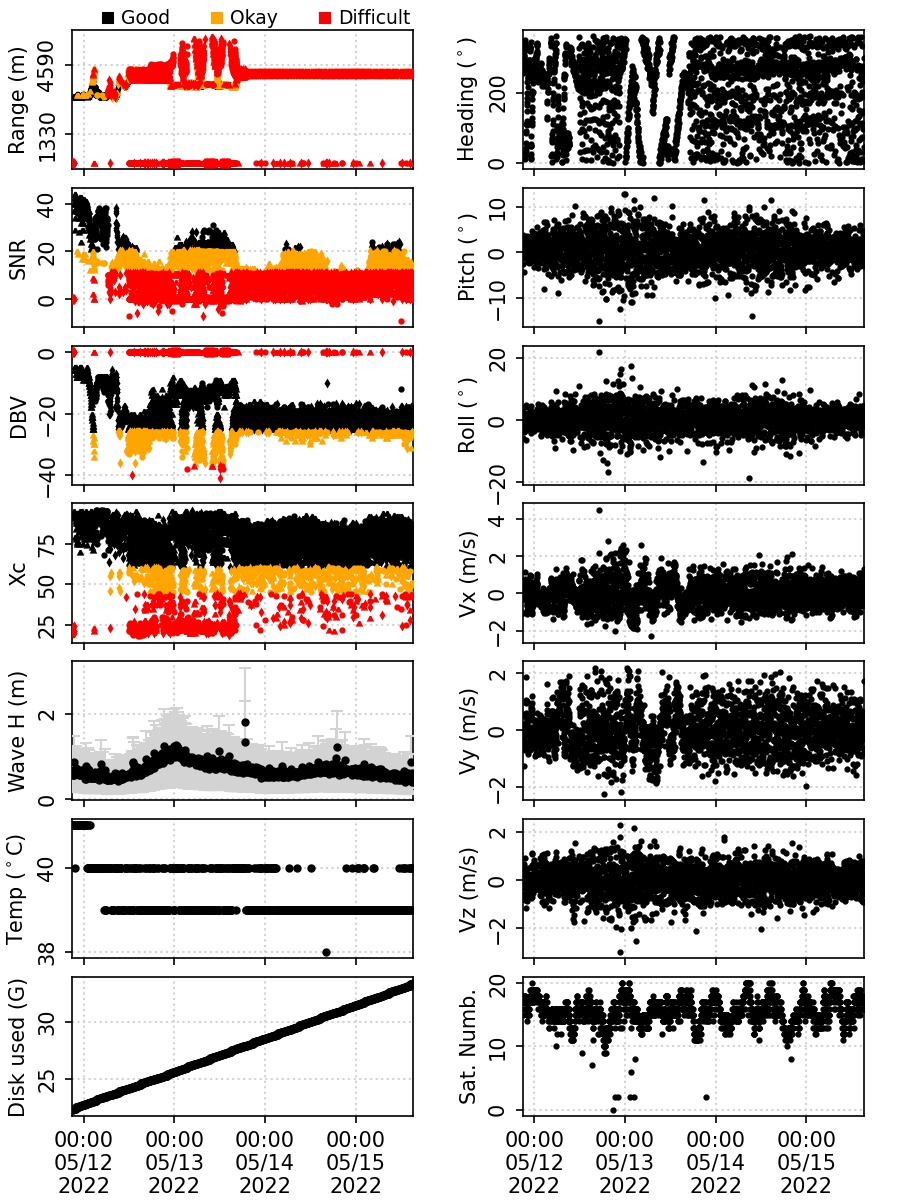 Good Okay Difficult
Range (m)
4590
1330
Heading (°)
200
0
SNR
40
20
0
Pitch (°)
10
0
−10
DBV
0
−20
−40
Roll (°)
20
0
−20
Xc
75
50
25
Vx (m/s)
4
2
0
−2
Wave H (m)
2
0
Vy (m/s)
2
0
−2
Temp (°C)
40
38
Vz (m/s)
2
0
−2
Disk used (G)
30
25
Sat. Numb.
20
10
0
00:00 00:00 00:00 00:00
05/12 05/13 05/14 05/15
2022 2022 2022 2022
00:00 00:00 00:00 00:00
05/12 05/13 05/14 05/15
2022 2022 2022 2022